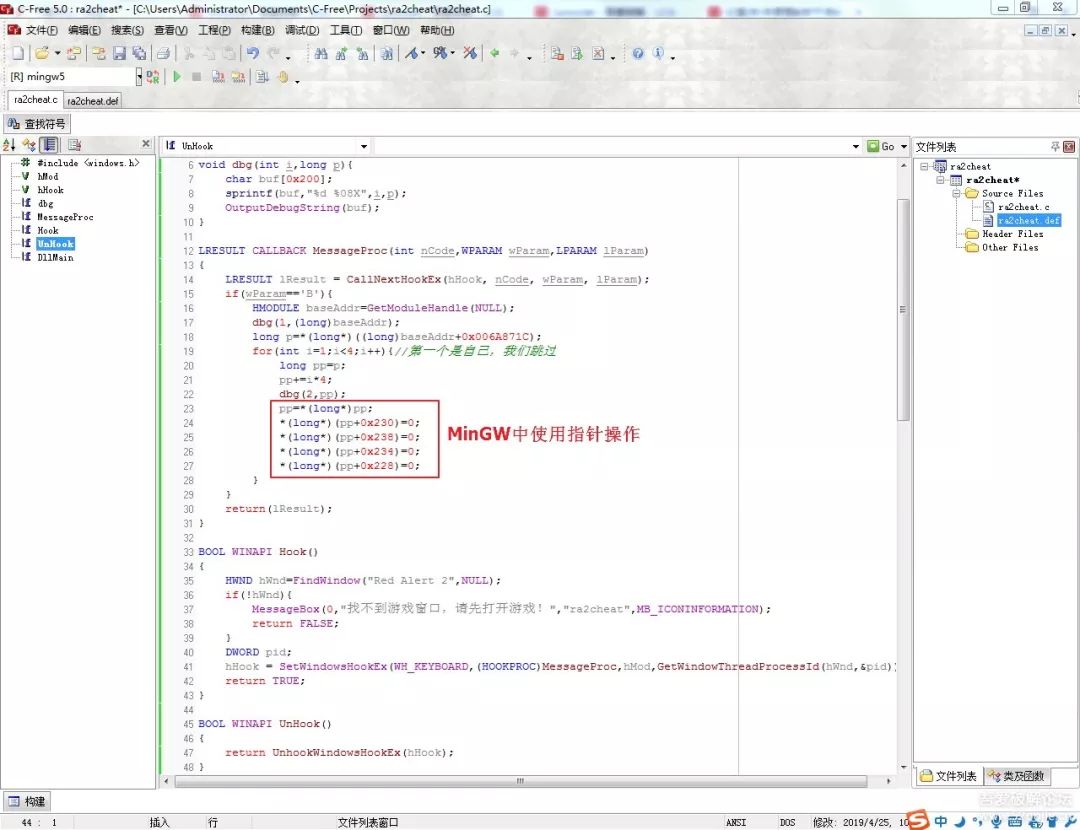 C-Free 5.0 : ra2cheat* - [C:\Users\Administrator\Documents\C-Free\Projects\ra2cheat\ra2cheat.c]
文件(F) 编辑(E) 搜索(S) 查看(V) 工程(P) 构建(B) 调试(D) 工具(T) 窗口(W) 帮助(H)
[R] mingw5
ra2cheat.c ra2cheat.def
查找符号
#include <windows.h>
hMod
hHook
dbg
MessageProc
Hook
UnHook
DllMain
UnHook
Go
6 void dbg(int i,long p){
7 char buf[0x200];
8 sprintf(buf,"%d %08X",i,p);
9 OutputDebugString(buf);
10 }
11
12 LRESULT CALLBACK MessageProc(int nCode,WPARAM wParam,LPARAM lParam)
13 {
14 LRESULT lResult = CallNextHookEx(hHook, nCode, wParam, lParam);
15 if(wParam=='B'){
16 HMODULE baseAddr=GetModuleHandle(NULL);
17 dbg(1,(long)baseAddr);
18 long p=*(long*)((long)baseAddr+0x006A871C);
19 for(int i=1;i<4;i++){//第一个是自己，我们跳过
20 long pp=p;
21 pp+=i*4;
22 dbg(2,pp);
23 pp=*(long*)pp;
24 *(long*)(pp+0x230)=0;
25 *(long*)(pp+0x238)=0;
26 *(long*)(pp+0x234)=0;
27 *(long*)(pp+0x228)=0;
MinGW中使用指针操作
28 }
29 }
30 return(lResult);
31 }
32
33 BOOL WINAPI Hook()
34 {
35 HWND hWnd=FindWindow("Red Alert 2",NULL);
36 if(!hWnd){
37 MessageBox(0,"找不到游戏窗口，请先打开游戏！","ra2cheat",MB_ICONINFORMATION);
38 return FALSE;
39 }
40 DWORD pid;
41 hHook = SetWindowsHookEx(WH_KEYBOARD,(HOOKPROC)MessageProc,hMod,GetWindowThreadProcessId(hWnd,&pid));
42 return TRUE;
43 }
44
45 BOOL WINAPI UnHook()
46 {
47 return UnhookWindowsHookEx(hHook);
48 }
文件列表
ra2cheat
ra2cheat*
Source Files
ra2cheat.c
ra2cheat.def
Header Files
Other Files
文件列表 类及函数
构建
吾爱破解论坛
44 : 1 插入 行 文件列表窗口 ANSI DOS 修改: 2019/4/25, 10
中